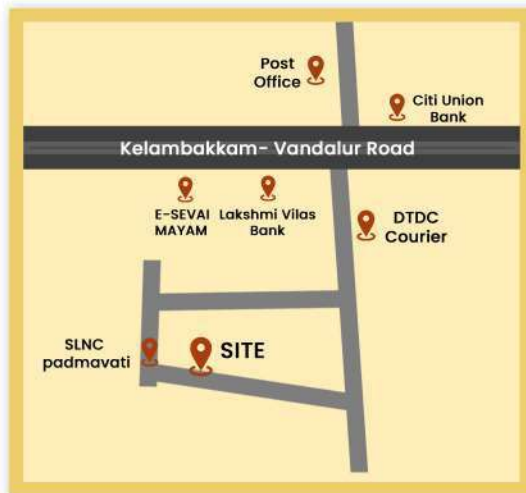 Post
Office
Citi Union
Bank
Kelambakkam- Vandalur Road
E-SEVAI
MAYAM
Lakshmi Vilas
Bank
DTDC
Courier
SLNC
padmavati
SITE